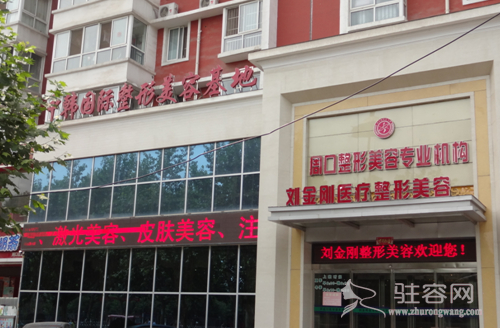 中韩国际整形美容基地
周口整形美容专业机构
刘金刚医疗整形美容
、激光美容、皮肤美容、注
刘金刚整形美容欢迎您!
驻容网
www.zhurongwang.com